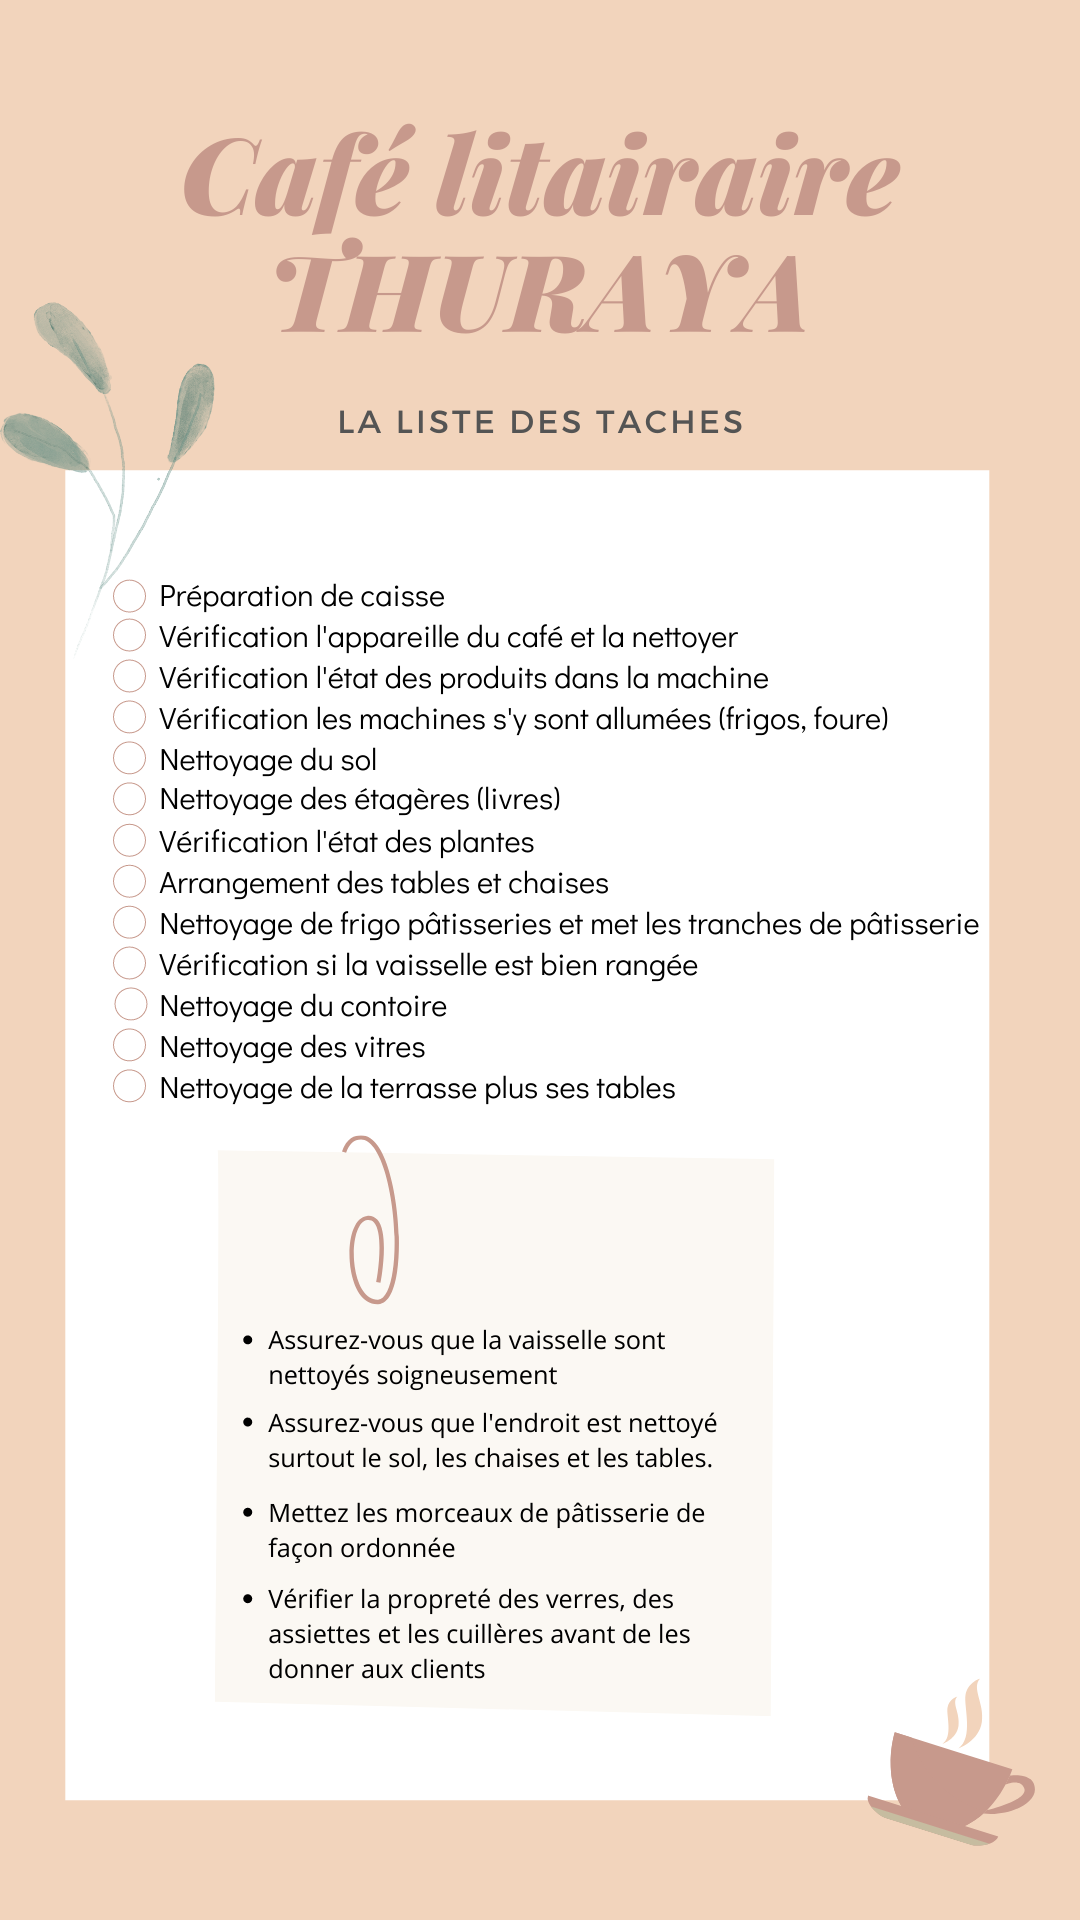 Café litairaire
THURAYA
LA LISTE DES TACHES
Préparation de caisse
Vérification l'appareille du café et la nettoyer
Vérification l'état des produits dans la machine
Vérification les machines s'y sont allumées (frigos, foure)
Nettoyage du sol
Nettoyage des étagères (livres)
Vérification l'état des plantes
Arrangement des tables et chaises
Nettoyage de frigo pâtisseries et met les tranches de pâtisserie
Vérification si la vaisselle est bien rangée
Nettoyage du contoire
Nettoyage des vitres
Nettoyage de la terrasse plus ses tables
• Assurez-vous que la vaisselle sont
nettoyés soigneusement
• Assurez-vous que l'endroit est nettoyé
surtout le sol, les chaises et les tables.
• Mettez les morceaux de pâtisserie de
façon ordonnée
• Vérifier la propreté des verres, des
assiettes et les cuillères avant de les
donner aux clients